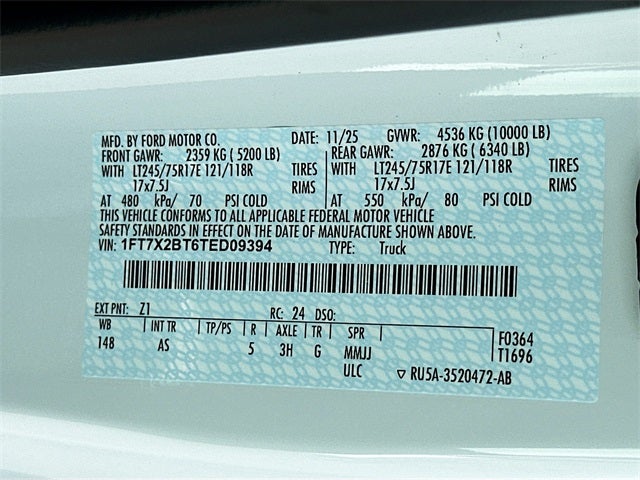 MFD. BY FORD MOTOR CO. DATE: 11/25 GVWR: 4536 KG (10000 LB)
FRONT GAWR: 2359 KG ( 5200 LB) REAR GAWR: 2876 KG ( 6340 LB)
WITH LT245/75R17E 121/118R TIRES WITH LT245/75R17E 121/118R TIRES
17x7.5J RIMS 17x7.5J RIMS
AT 480 kPa/ 70 PSI COLD AT 550 kPa/ 80 PSI COLD
THIS VEHICLE CONFORMS TO ALL APPLICABLE FEDERAL MOTOR VEHICLE
SAFETY STANDARDS IN EFFECT ON THE DATE OF MANUFACTURE SHOWN ABOVE
VIN: 1FT7X2BT6TED09394 TYPE: Truck
EXT PNT: Z1 RC: 24 DSO:
WB INT TR TP/PS R AXLE TR SPR F0364
148 AS 5 3H G MMJJ T1696
ULC ▽ RU5A-3520472-AB